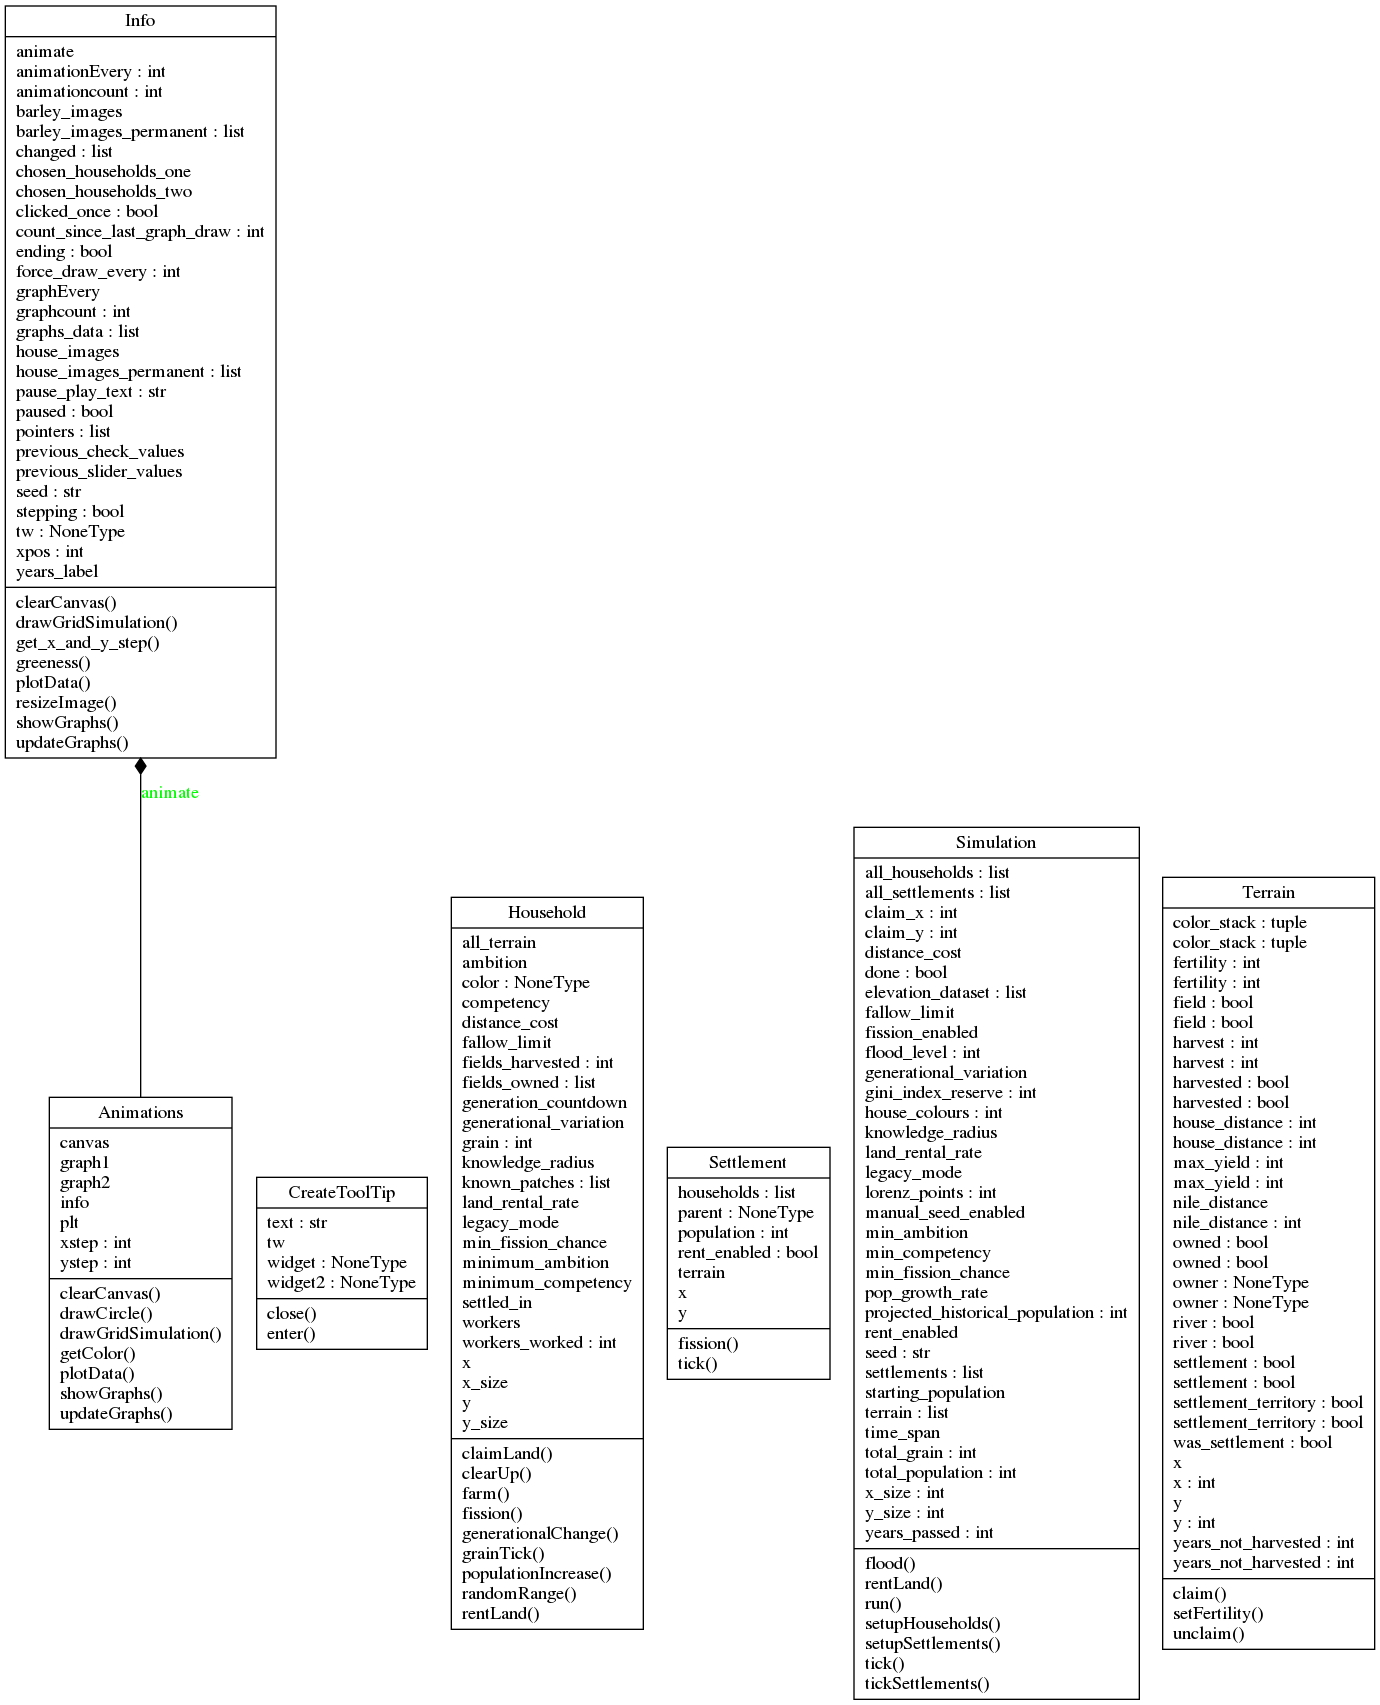 Info
animate
animationEvery : int
animationcount : int
barley_images
barley_images_permanent : list
changed : list
chosen_households_one
chosen_households_two
clicked_once : bool
count_since_last_graph_draw : int
ending : bool
force_draw_every : int
graphEvery
graphcount : int
graphs_data : list
house_images
house_images_permanent : list
pause_play_text : str
paused : bool
pointers : list
previous_check_values
previous_slider_values
seed : str
stepping : bool
tw : NoneType
xpos : int
years_label
clearCanvas()
drawGridSimulation()
get_x_and_y_step()
greeness()
plotData()
resizeImage()
showGraphs()
updateGraphs()
animate
Animations
canvas
graph1
graph2
info
plt
xstep : int
ystep : int
clearCanvas()
drawCircle()
drawGridSimulation()
getColor()
plotData()
showGraphs()
updateGraphs()
CreateToolTip
text : str
tw
widget : NoneType
widget2 : NoneType
close()
enter()
Household
all_terrain
ambition
color : NoneType
competency
distance_cost
fallow_limit
fields_harvested : int
fields_owned : list
generation_countdown
generational_variation
grain : int
knowledge_radius
known_patches : list
land_rental_rate
legacy_mode
min_fission_chance
minimum_ambition
minimum_competency
settled_in
workers
workers_worked : int
x
x_size
y
y_size
claimLand()
clearUp()
farm()
fission()
generationalChange()
grainTick()
populationIncrease()
randomRange()
rentLand()
Settlement
households : list
parent : NoneType
population : int
rent_enabled : bool
terrain
x
y
fission()
tick()
Simulation
all_households : list
all_settlements : list
claim_x : int
claim_y : int
distance_cost
done : bool
elevation_dataset : list
fallow_limit
fission_enabled
flood_level : int
generational_variation
gini_index_reserve : int
house_colours : int
knowledge_radius
land_rental_rate
legacy_mode
lorenz_points : int
manual_seed_enabled
min_ambition
min_competency
min_fission_chance
pop_growth_rate
projected_historical_population : int
rent_enabled
seed : str
settlements : list
starting_population
terrain : list
time_span
total_grain : int
total_population : int
x_size : int
y_size : int
years_passed : int
flood()
rentLand()
run()
setupHouseholds()
setupSettlements()
tick()
tickSettlements()
Terrain
color_stack : tuple
color_stack : tuple
fertility : int
fertility : int
field : bool
field : bool
harvest : int
harvest : int
harvested : bool
harvested : bool
house_distance : int
house_distance : int
max_yield : int
max_yield : int
nile_distance
nile_distance : int
owned : bool
owned : bool
owner : NoneType
owner : NoneType
river : bool
river : bool
settlement : bool
settlement : bool
settlement_territory : bool
settlement_territory : bool
was_settlement : bool
x
x : int
y
y : int
years_not_harvested : int
years_not_harvested : int
claim()
setFertility()
unclaim()